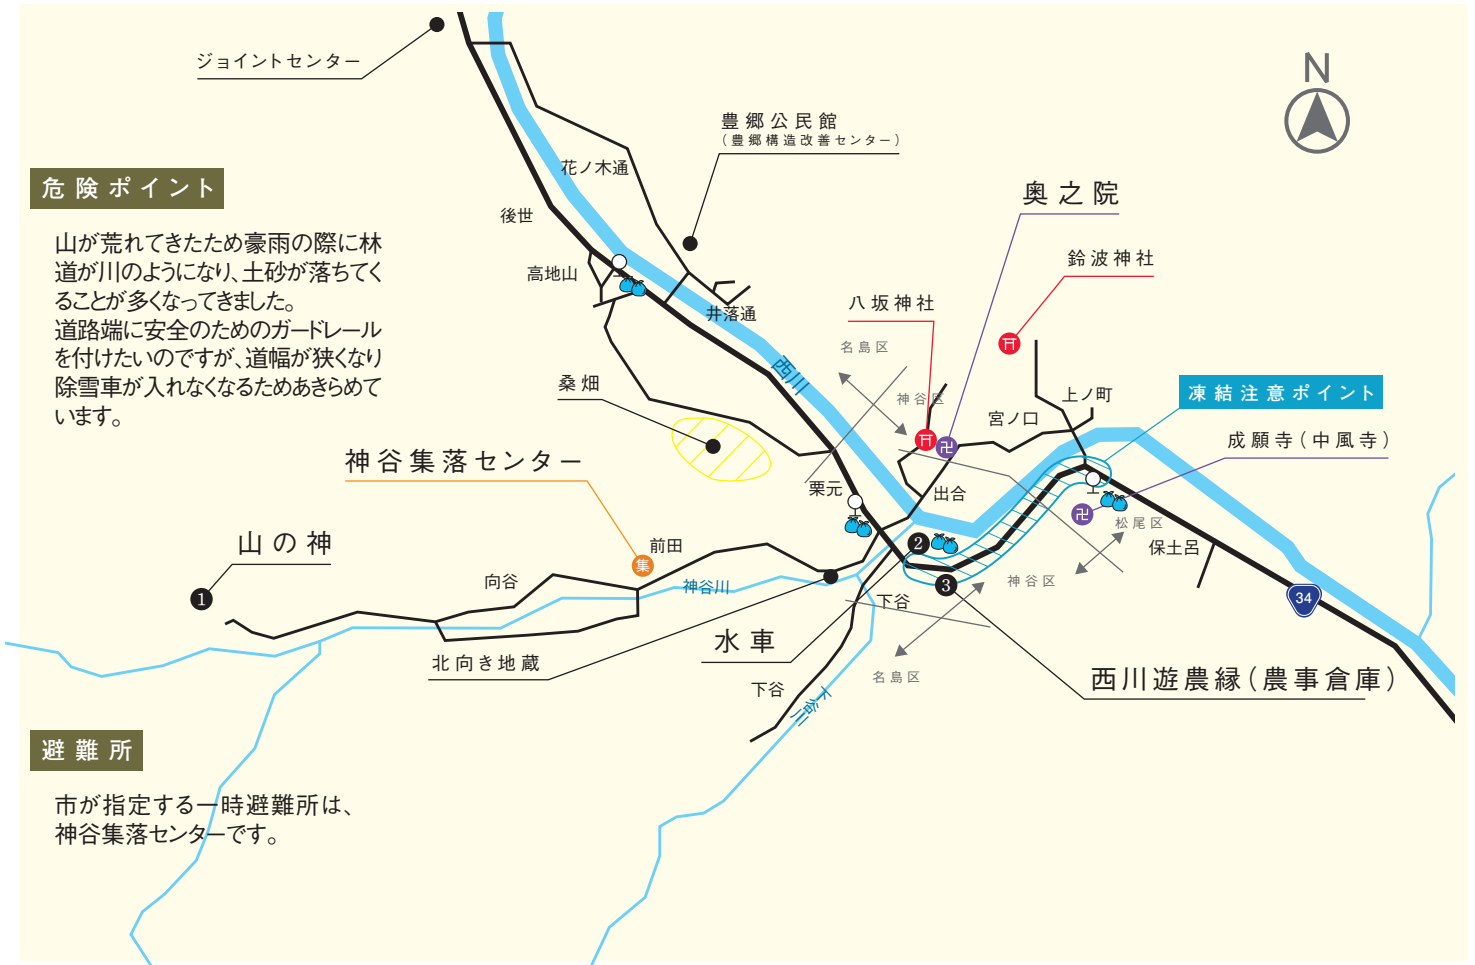 N
ジョイントセンター
豊郷公民館
（豊郷構造改善センター）
花ノ木通
危険ポイント
奥之院
後世
山が荒れてきたため豪雨の際に林
道が川のようになり、土砂が落ちてく
ることが多くなってきました。
道路端に安全のためのガードレール
を付けたいのですが、道幅が狭くなり
除雪車が入れなくなるためあきらめて
います。
鈴波神社
高地山
八坂神社
井落通
名島区
西川
桑畑
神谷区
上ノ町
凍結注意ポイント
宮ノ口
成願寺（中風寺）
卍
神谷集落センター
栗元
出合
卍
松尾区
山の神
前田
2
保土呂
集
向谷
神谷川
3
神谷区
1
下谷
34
水車
北向き地蔵
名島区
西川遊農縁（農事倉庫）
下谷
下谷川
避難所
市が指定する一時避難所は、
神谷集落センターです。